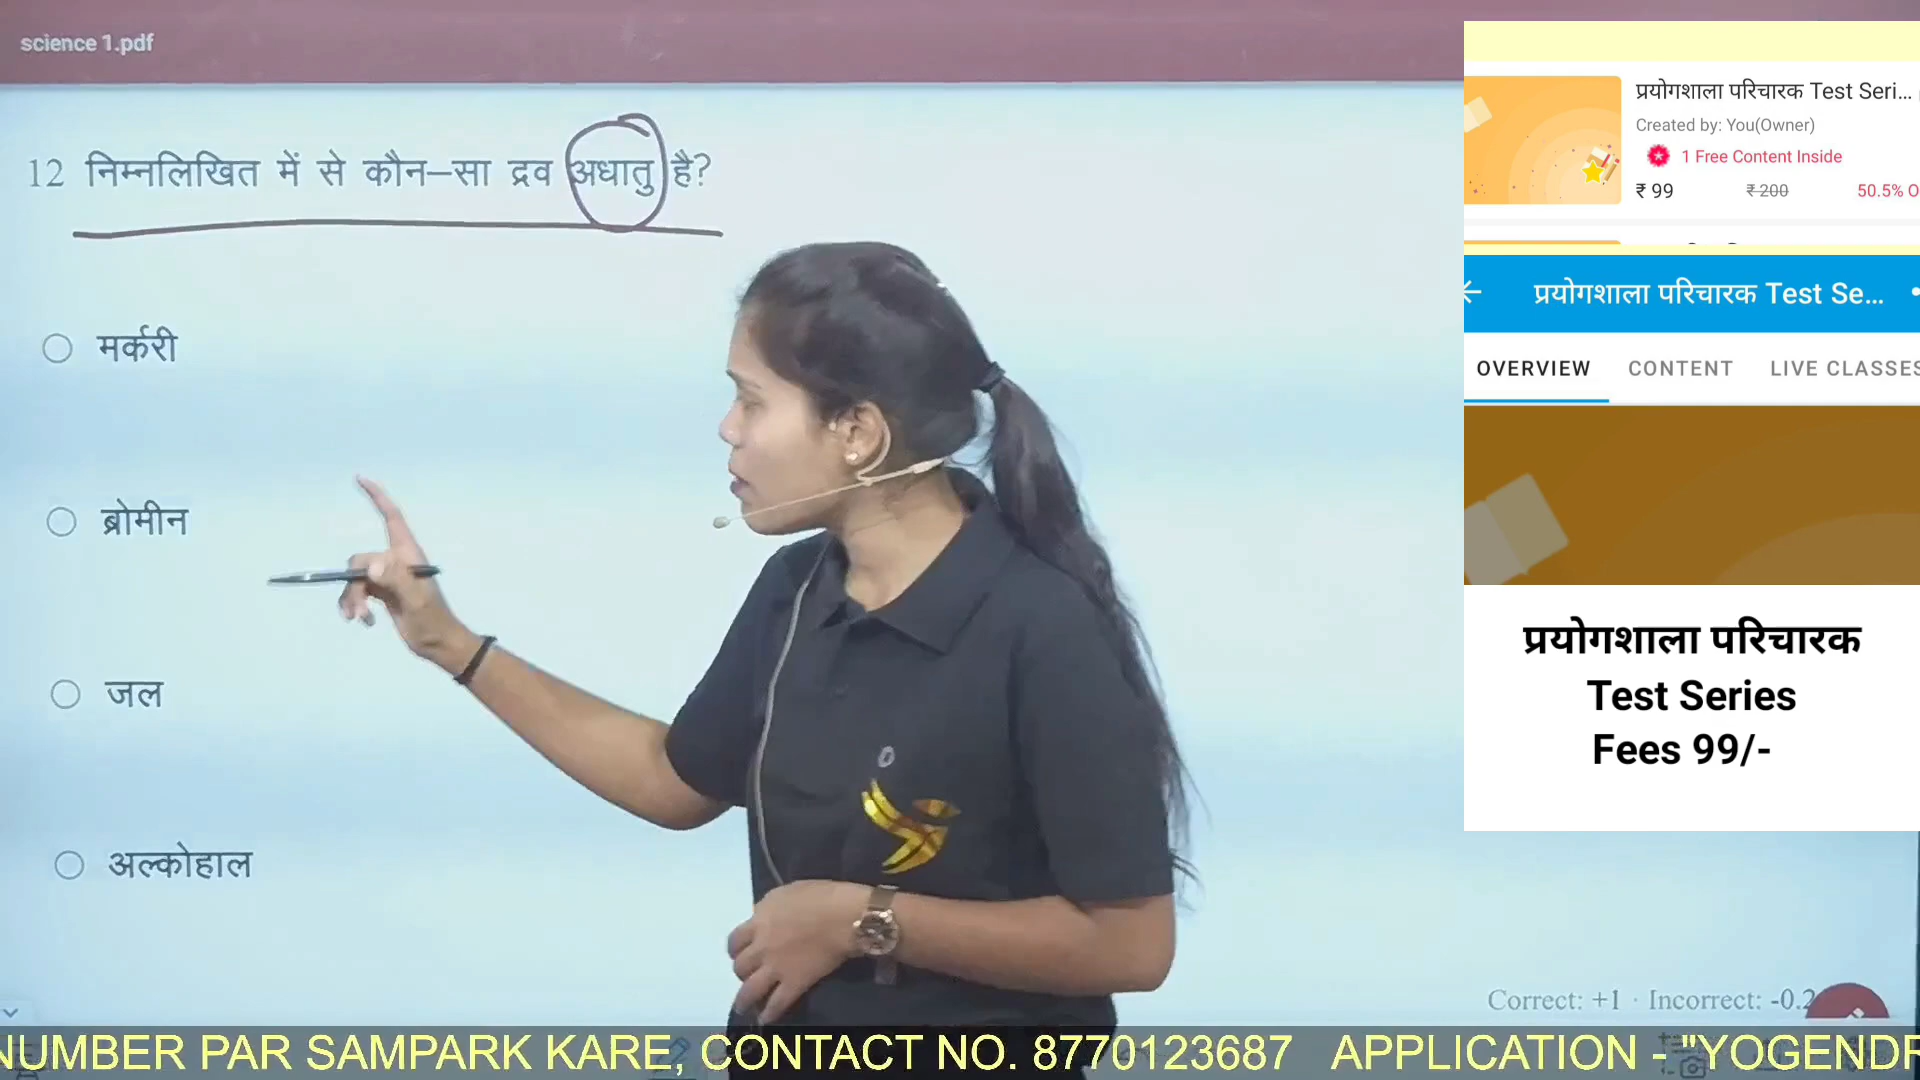 science 1.pdf
12 निम्नलिखित में से कौन–सा द्रव अधातु है?
मर्करी
ब्रोमीन
जल
अल्कोहाल
Correct: +1 · Incorrect: -0.2
प्रयोगशाला परिचारक Test Seri...
Created by: You(Owner)
1 Free Content Inside
₹ 99 ₹ 200 50.5% O
प्रयोगशाला परिचारक Test Se...
OVERVIEW CONTENT LIVE CLASSES
प्रयोगशाला परिचारक
Test Series
Fees 99/-
NUMBER PAR SAMPARK KARE, CONTACT NO. 8770123687 APPLICATION - "YOGENDR